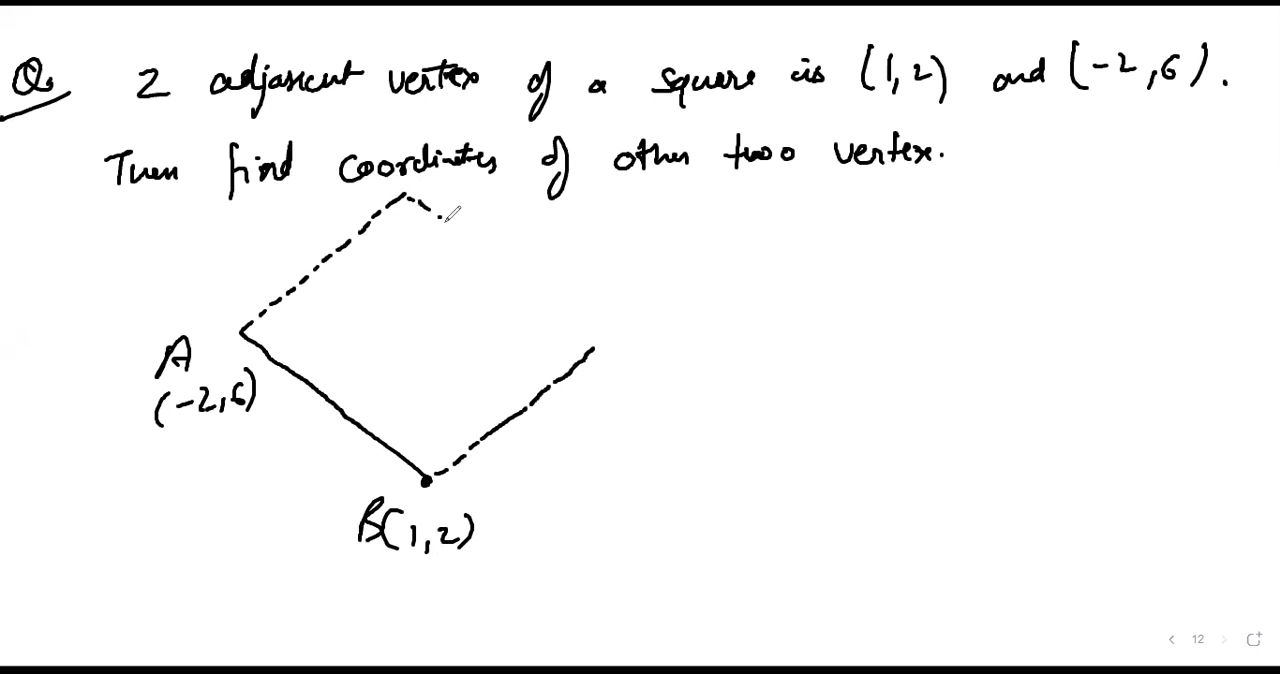 Q. 2 adjascent vertex of a square is (1,2) and (-2,6).
Then find coordinates of other two vertex.
A
(-2,6)
B(1,2)
12